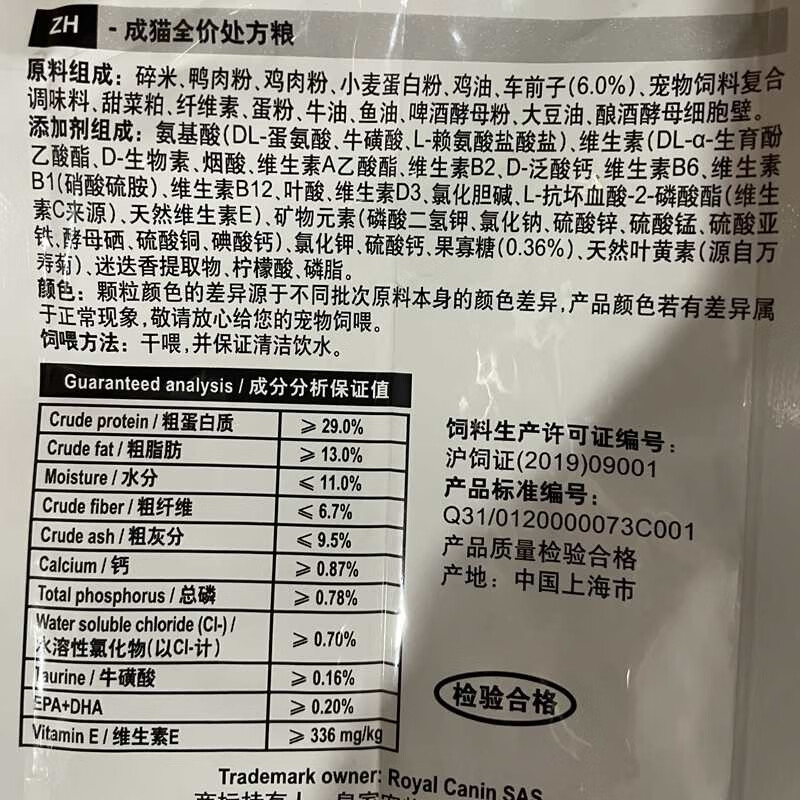 ZH - 成猫全价处方粮
原料组成：碎米、鸭肉粉、鸡肉粉、小麦蛋白粉、鸡油、车前子(6.0%)、宠物饲料复合
调味料、甜菜粕、纤维素、蛋粉、牛油、鱼油、啤酒酵母粉、大豆油、酿酒酵母细胞壁。
添加剂组成：氨基酸(DL-蛋氨酸、牛磺酸、L-赖氨酸盐酸盐)、维生素(DL-α-生育酚
乙酸酯、D-生物素、烟酸、维生素A乙酸酯、维生素B2、D-泛酸钙、维生素B6、维生素
B1(硝酸硫胺)、维生素B12、叶酸、维生素D3、氯化胆碱、L-抗坏血酸-2-磷酸酯(维生
素C来源)、天然维生素E)、矿物元素(磷酸二氢钾、氯化钠、硫酸锌、硫酸锰、硫酸亚
铁、酵母硒、硫酸铜、碘酸钙)、氯化钾、硫酸钙、果寡糖(0.36%)、天然叶黄素(源自万
寿菊)、迷迭香提取物、柠檬酸、磷脂。
颜色：颗粒颜色的差异源于不同批次原料本身的颜色差异,产品颜色若有差异属
于正常现象,敬请放心给您的宠物饲喂。
饲喂方法：干喂,并保证清洁饮水。
Guaranteed analysis / 成分分析保证值
Crude protein / 粗蛋白质 ⩾ 29.0%
Crude fat / 粗脂肪 ⩾ 13.0%
Moisture / 水分 ⩽ 11.0%
Crude fiber / 粗纤维 ⩽ 6.7%
Crude ash / 粗灰分 ⩽ 9.5%
Calcium / 钙 ⩾ 0.87%
Total phosphorus / 总磷 ⩾ 0.78%
Water soluble chloride (Cl-) /
水溶性氯化物(以Cl-计) ⩾ 0.70%
Taurine / 牛磺酸 ⩾ 0.16%
EPA+DHA ⩾ 0.20%
Vitamin E / 维生素E ⩾ 336 mg/kg
饲料生产许可证编号：
沪饲证(2019)09001
产品标准编号：
Q31/0120000073C001
产品质量检验合格
产地：中国上海市
检验合格
Trademark owner: Royal Canin SAS